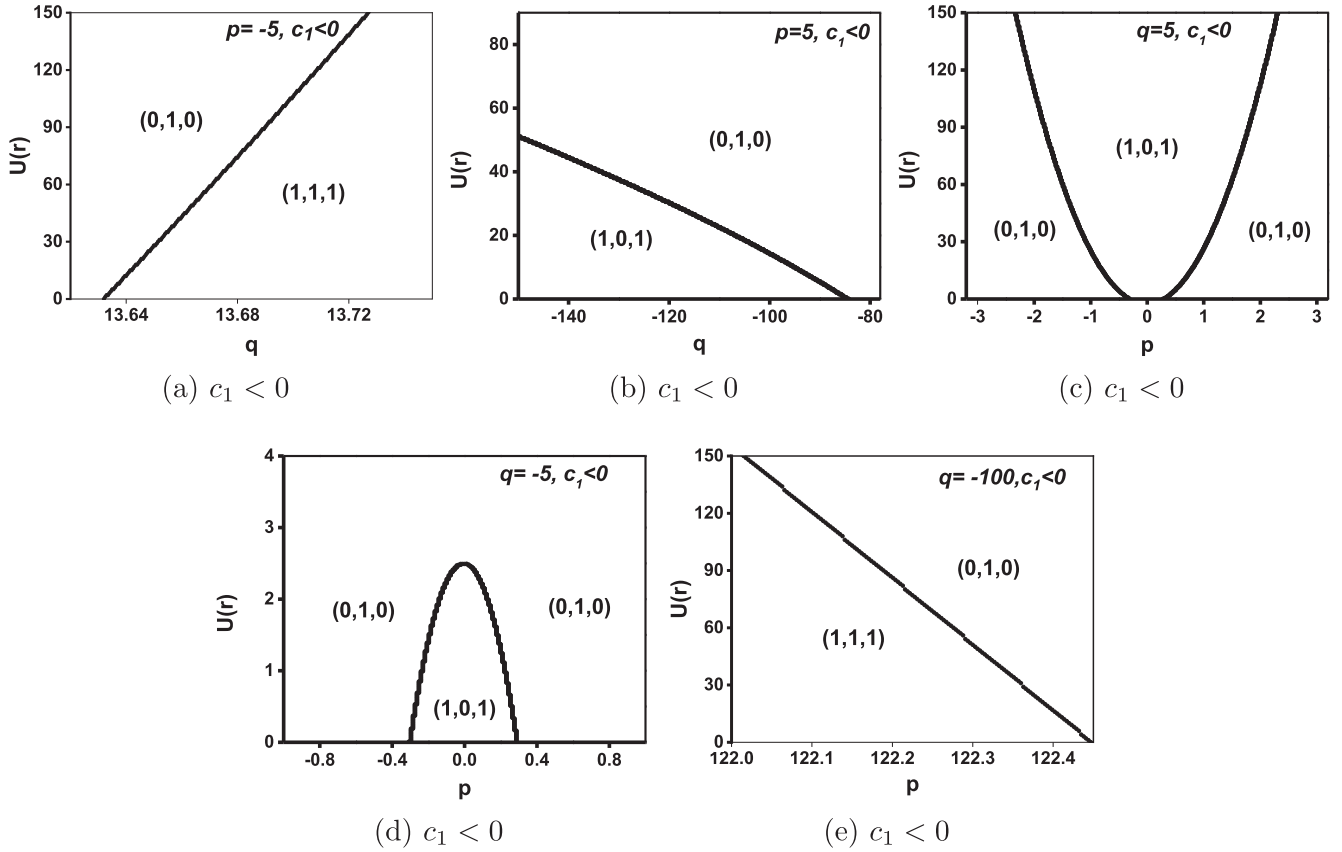 150
120
90
60
30
0
U(r)
p= -5, c₁<0
(0,1,0)
(1,1,1)
13.64 13.68 13.72
q
(a) c₁ < 0
80
60
40
20
0
U(r)
p=5, c₁<0
(0,1,0)
(1,0,1)
-140 -120 -100 -80
q
(b) c₁ < 0
150
120
90
60
30
0
U(r)
q=5, c₁<0
(1,0,1)
(0,1,0) (0,1,0)
-3 -2 -1 0 1 2 3
p
(c) c₁ < 0
4
3
2
1
0
U(r)
q= -5, c₁<0
(0,1,0) (0,1,0)
(1,0,1)
-0.8 -0.4 0.0 0.4 0.8
p
(d) c₁ < 0
150
120
90
60
30
0
U(r)
q= -100,c₁<0
(0,1,0)
(1,1,1)
122.0 122.1 122.2 122.3 122.4
p
(e) c₁ < 0